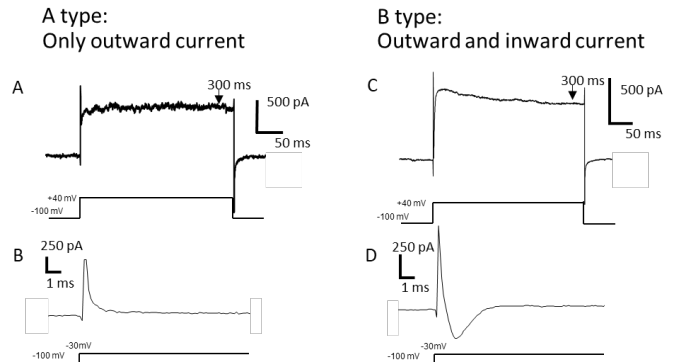 A type:
Only outward current
B type:
Outward and inward current
A
300 ms
500 pA
50 ms
+40 mV
-100 mV
C
300 ms
500 pA
50 ms
+40 mV
-100 mV
B
250 pA
1 ms
-30mV
-100 mV
D
250 pA
1 ms
-30mV
-100 mV